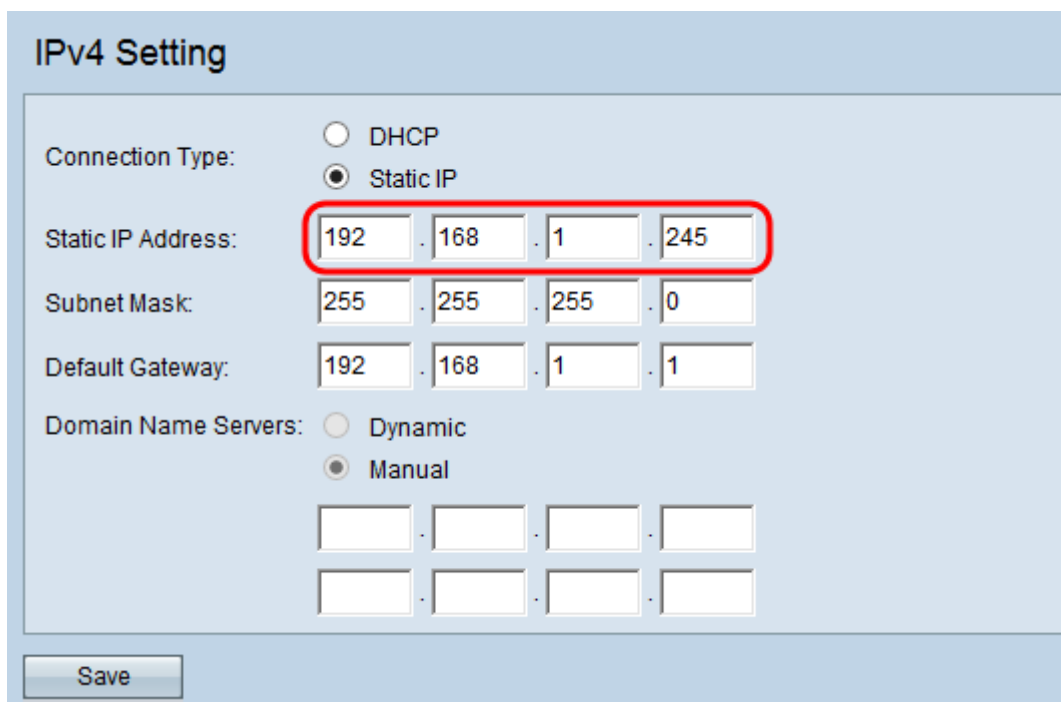 IPv4 Setting
Connection Type:
DHCP
Static IP
Static IP Address: 192 . 168 . 1 . 245
Subnet Mask: 255 . 255 . 255 . 0
Default Gateway: 192 . 168 . 1 . 1
Domain Name Servers: Dynamic
Manual
. . .
. . .
Save